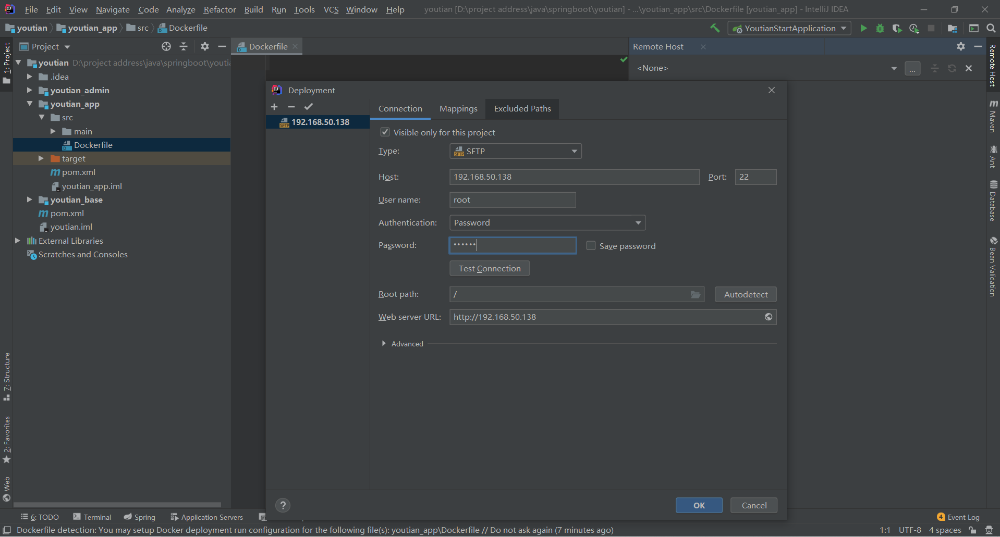 File Edit View Navigate Code Analyze Refactor Build Run Tools VCS Window Help youtian [D:\project address\java\springboot\youtian] - ...\youtian_app\src\Dockerfile [youtian_app] - IntelliJ IDEA
youtian youtian_app src Dockerfile YoutianStartApplication
Project Dockerfile Remote Host
youtian D:\project address\java\springboot\youtia
<None> ...
.idea
youtian_admin
youtian_app
src
main
Dockerfile
target
pom.xml
youtian_app.iml
youtian_base
pom.xml
youtian.iml
External Libraries
Scratches and Consoles
1: Project
7: Structure
2: Favorites
Web
Deployment
192.168.50.138
Connection Mappings Excluded Paths
Visible only for this project
Type: SFTP
Host: 192.168.50.138 Port: 22
User name: root
Authentication: Password
Password: •••••• Save password
Test Connection
Root path: / Autodetect
Web server URL: http://192.168.50.138
Advanced
? OK Cancel
Remote Host
Maven
Ant
Database
Bean Validation
6: TODO Terminal Spring Application Servers 4 Event Log
Dockerfile detection: You may setup Docker deployment run configuration for the following file(s): youtian_app\Dockerfile // Do not ask again (7 minutes ago) 1:1 UTF-8 4 spaces